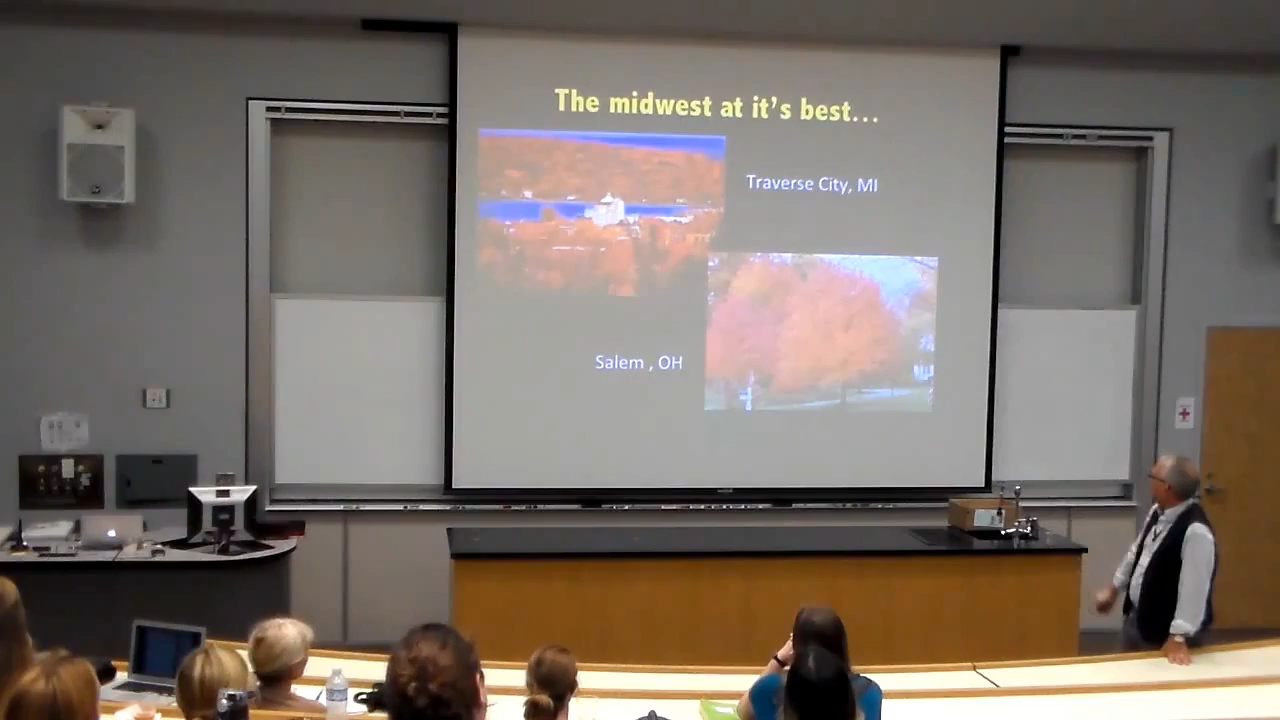 The midwest at it's best…
Traverse City, MI
Salem , OH